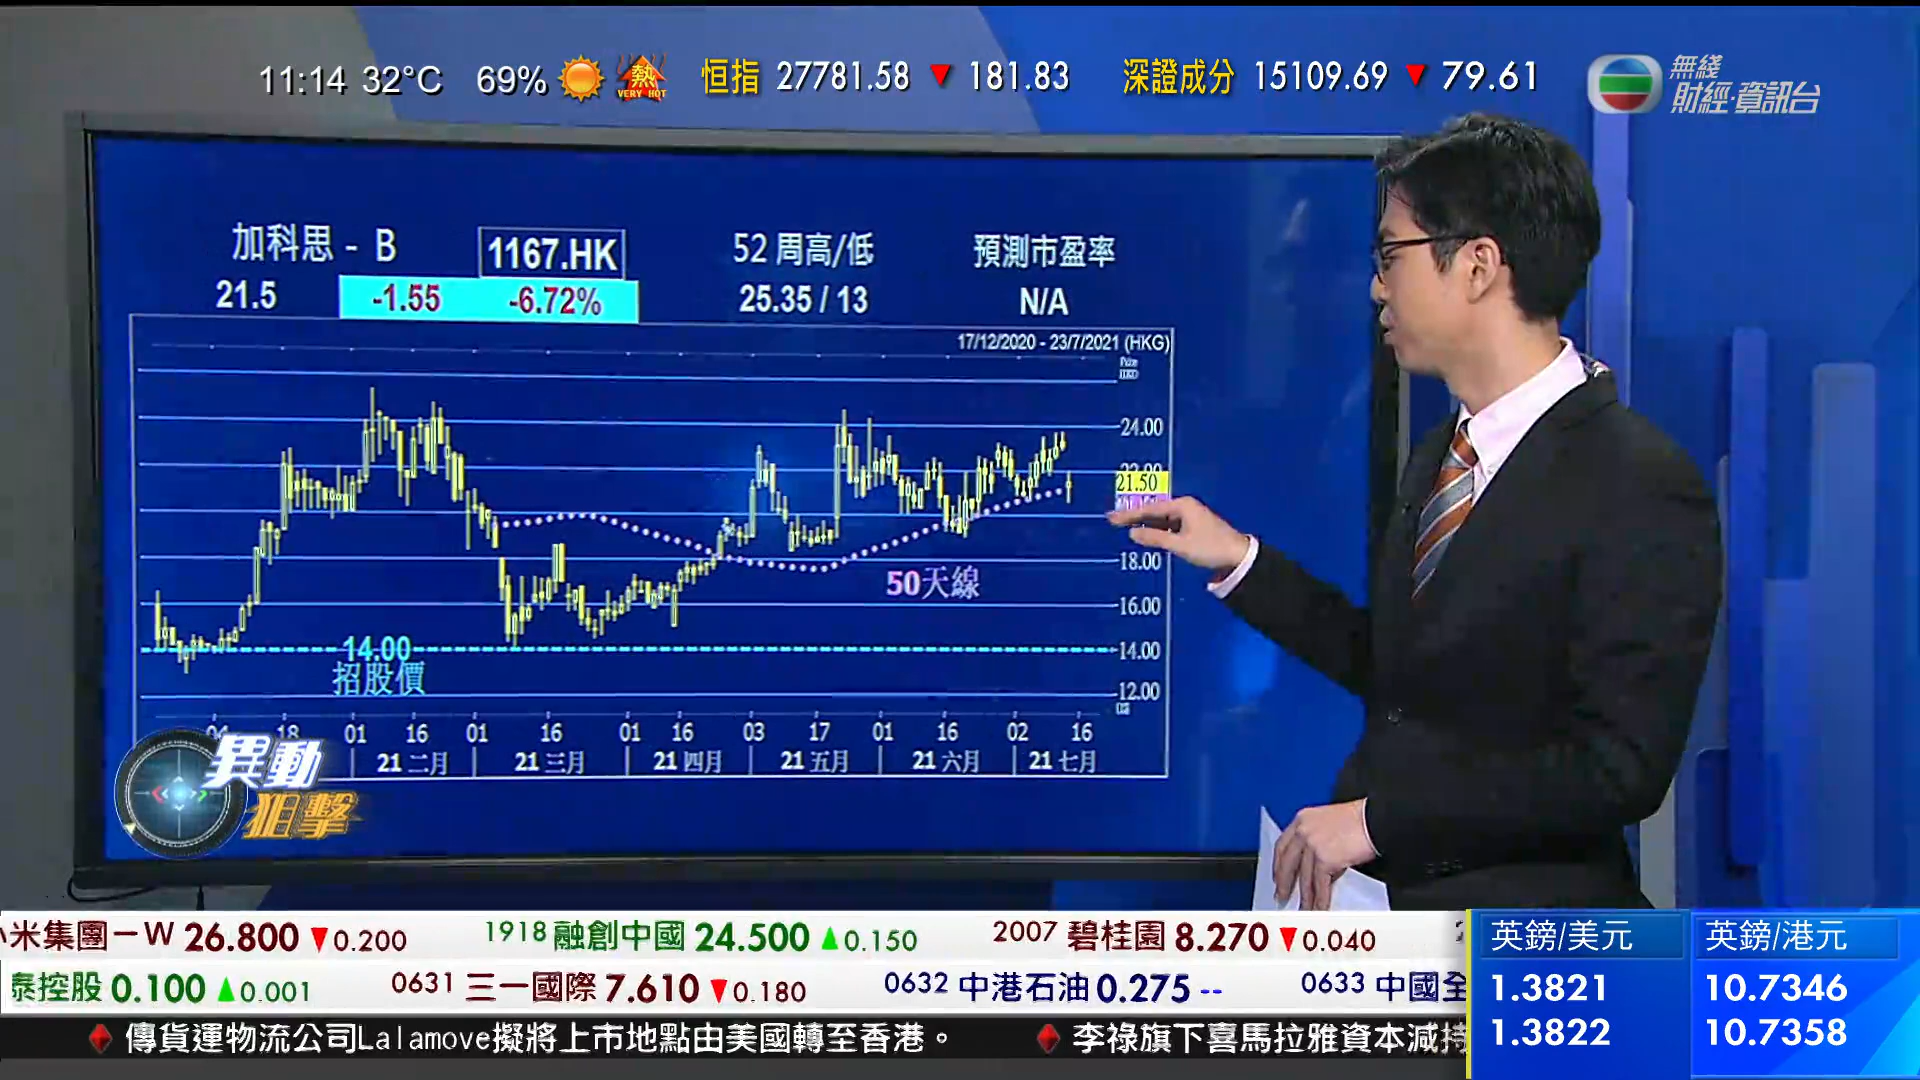 11:14 32°C 69% 熱 VERY HOT 恒指 27781.58 ▼ 181.83 深證成分 15109.69 ▼ 79.61
無綫
財經·資訊台
加科思 - B 1167.HK 52 周高/低 預測市盈率
21.5 -1.55 -6.72% 25.35 / 13 N/A
17/12/2020 - 23/7/2021 (HKG)
Price
HKD
24.00
22.00
21.50
18.00
50天線
16.00
14.00 14.00
招股價
12.00
18 01 16 01 16 01 16 03 17 01 16 02 16
21 二月 21 三月 21 四月 21 五月 21 六月 21 七月
異動
狙擊
米集團－W 26.800 ▼ 0.200 1918 融創中國 24.500 ▲ 0.150 2007 碧桂園 8.270 ▼ 0.040
泰控股 0.100 ▲ 0.001 0631 三一國際 7.610 ▼ 0.180 0632 中港石油 0.275 -- 0633 中國全
傳貨運物流公司Lalamove擬將上市地點由美國轉至香港。 李祿旗下喜馬拉雅資本減持
英鎊/美元 英鎊/港元
1.3821 10.7346
1.3822 10.7358